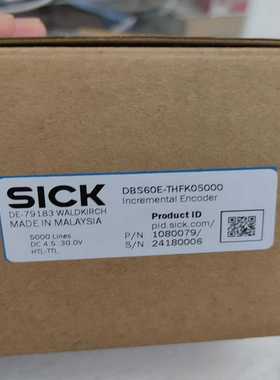 SICK
DE-79183 WALDKIRCH
MADE IN MALAYSIA
5000 Lines
DC 4.5..30.0V
HTL-TTL
DBS60E-THFK05000
Incremental Encoder
Product ID
pid.sick.com/
P/N 1080079/
S/N 24180006